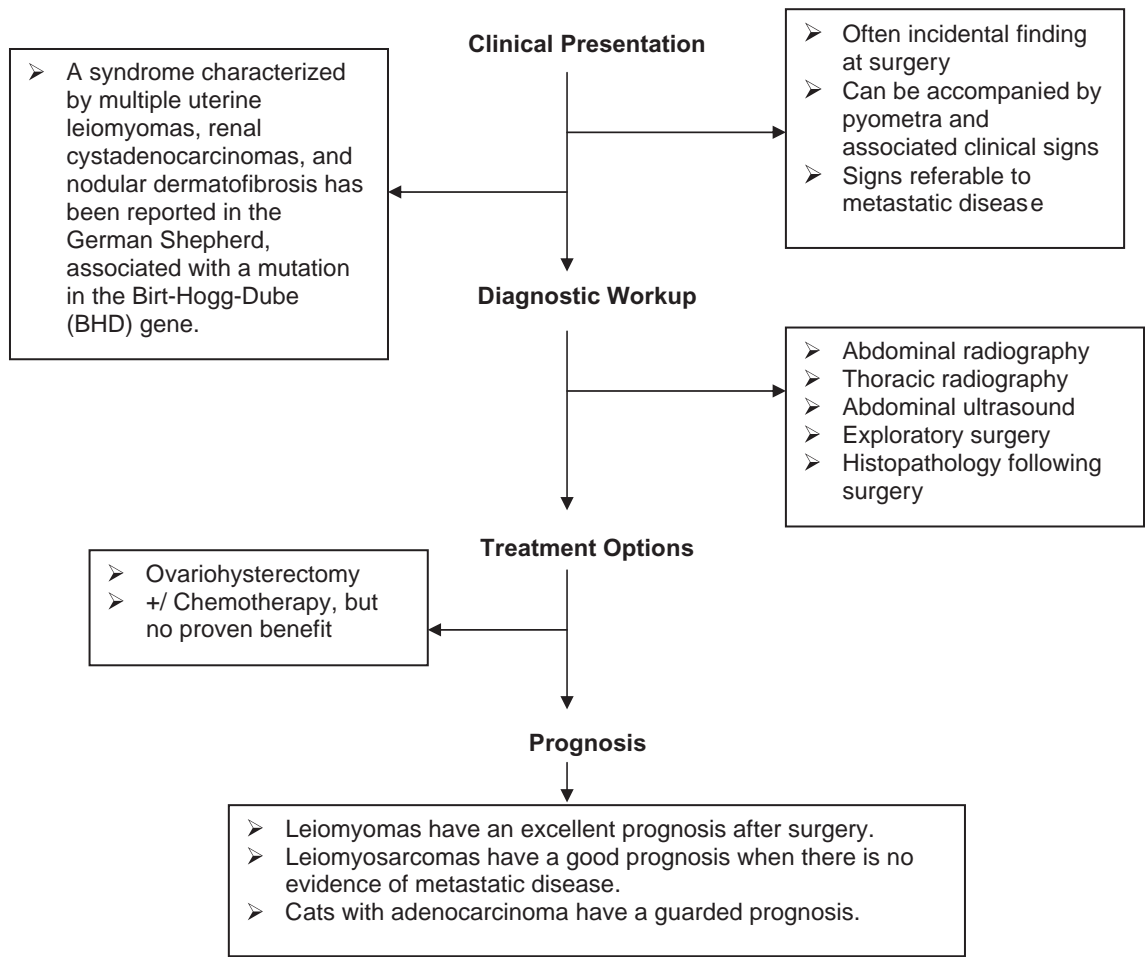 Clinical Presentation
➢ Often incidental finding
at surgery
➢ Can be accompanied by
pyometra and
associated clinical signs
➢ Signs referable to
metastatic disease
➢ A syndrome characterized
by multiple uterine
leiomyomas, renal
cystadenocarcinomas, and
nodular dermatofibrosis has
been reported in the
German Shepherd,
associated with a mutation
in the Birt-Hogg-Dube
(BHD) gene.
Diagnostic Workup
➢ Abdominal radiography
➢ Thoracic radiography
➢ Abdominal ultrasound
➢ Exploratory surgery
➢ Histopathology following
surgery
Treatment Options
➢ Ovariohysterectomy
➢ +/ Chemotherapy, but
no proven benefit
Prognosis
➢ Leiomyomas have an excellent prognosis after surgery.
➢ Leiomyosarcomas have a good prognosis when there is no
evidence of metastatic disease.
➢ Cats with adenocarcinoma have a guarded prognosis.